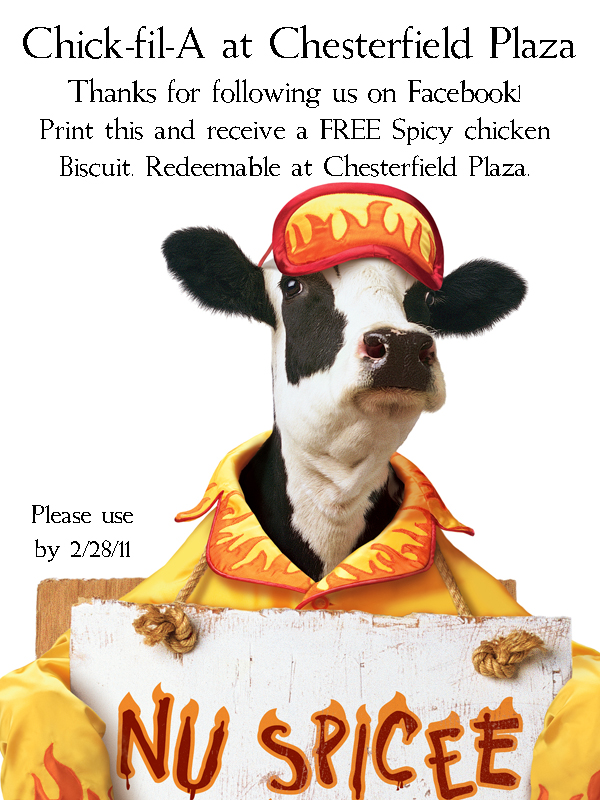 Chick-fil-A at Chesterfield Plaza
Thanks for following us on Facebook!
Print this and receive a FREE Spicy chicken
Biscuit. Redeemable at Chesterfield Plaza.
Please use
by 2/28/11
NU SPICEE